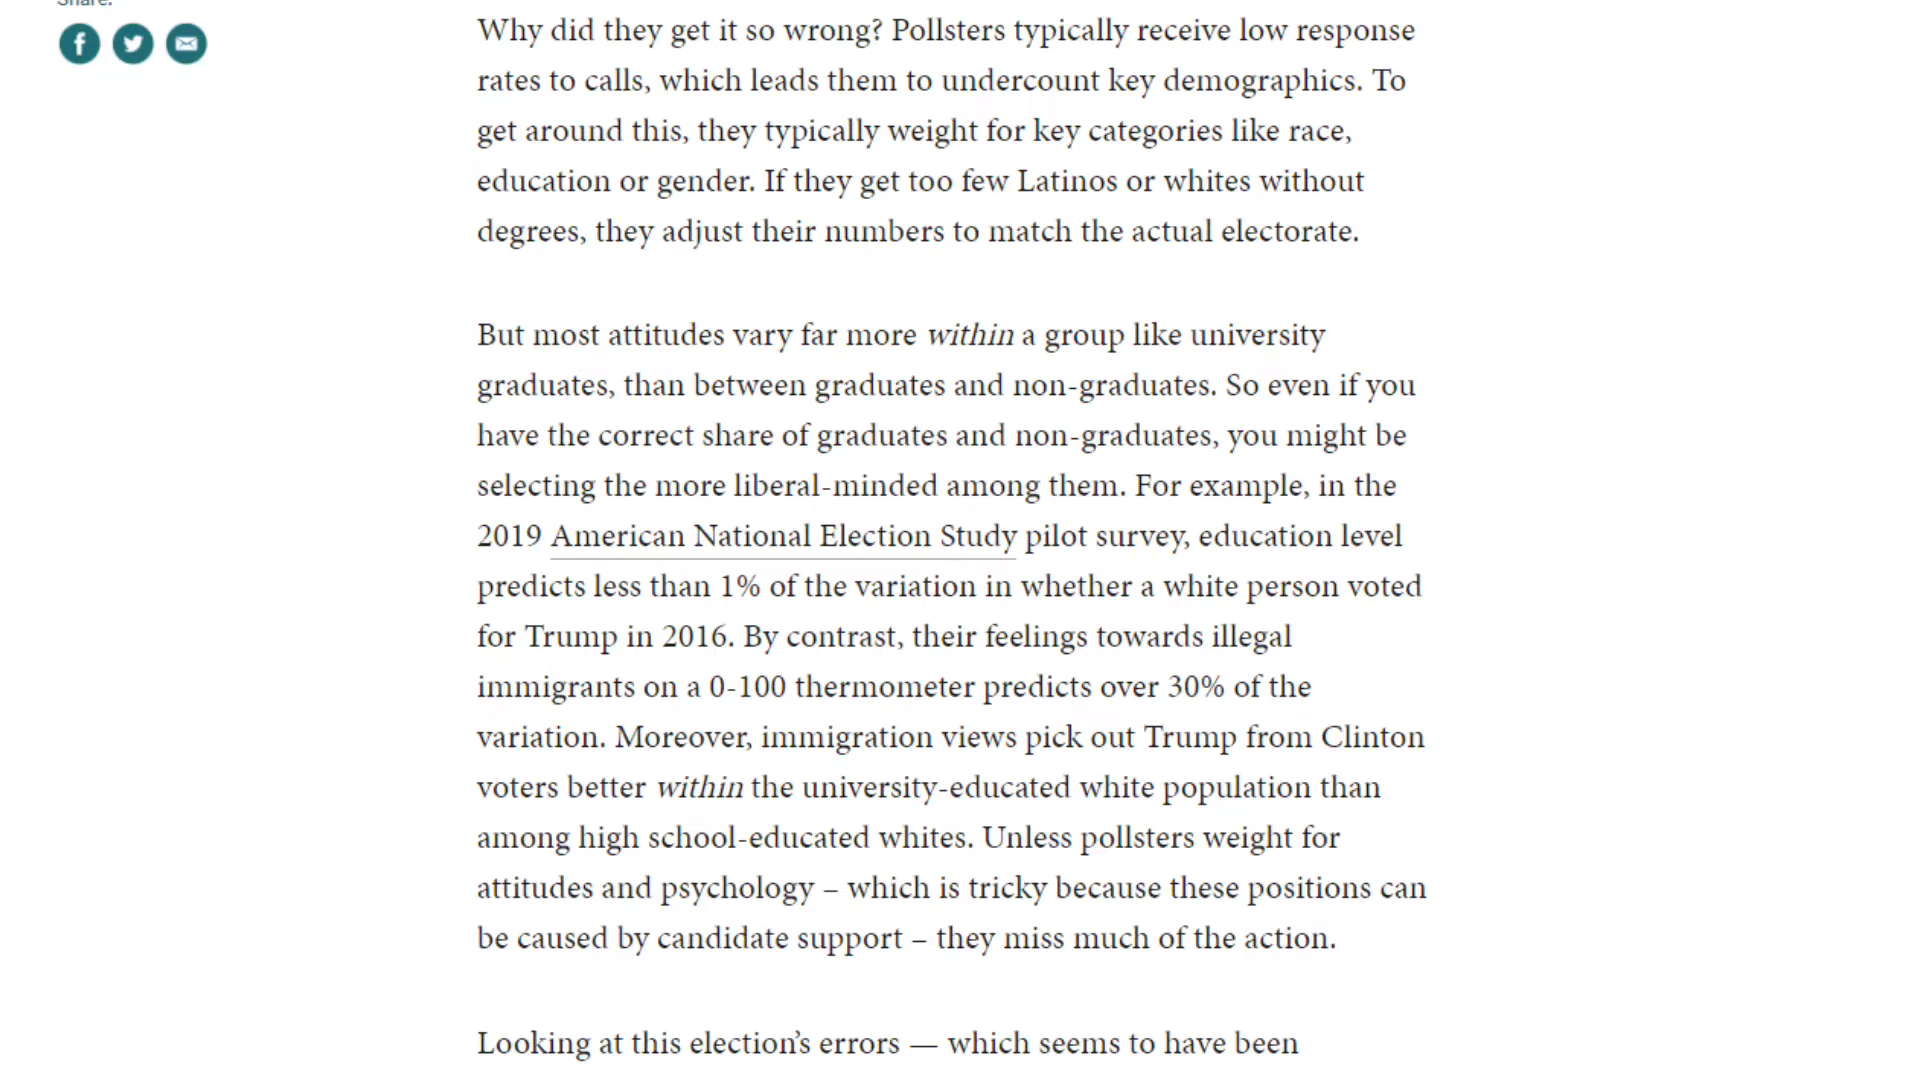 Share:
Why did they get it so wrong? Pollsters typically receive low response
rates to calls, which leads them to undercount key demographics. To
get around this, they typically weight for key categories like race,
education or gender. If they get too few Latinos or whites without
degrees, they adjust their numbers to match the actual electorate.
But most attitudes vary far more within a group like university
graduates, than between graduates and non-graduates. So even if you
have the correct share of graduates and non-graduates, you might be
selecting the more liberal-minded among them. For example, in the
2019 American National Election Study pilot survey, education level
predicts less than 1% of the variation in whether a white person voted
for Trump in 2016. By contrast, their feelings towards illegal
immigrants on a 0-100 thermometer predicts over 30% of the
variation. Moreover, immigration views pick out Trump from Clinton
voters better within the university-educated white population than
among high school-educated whites. Unless pollsters weight for
attitudes and psychology – which is tricky because these positions can
be caused by candidate support – they miss much of the action.
Looking at this election’s errors — which seems to have been